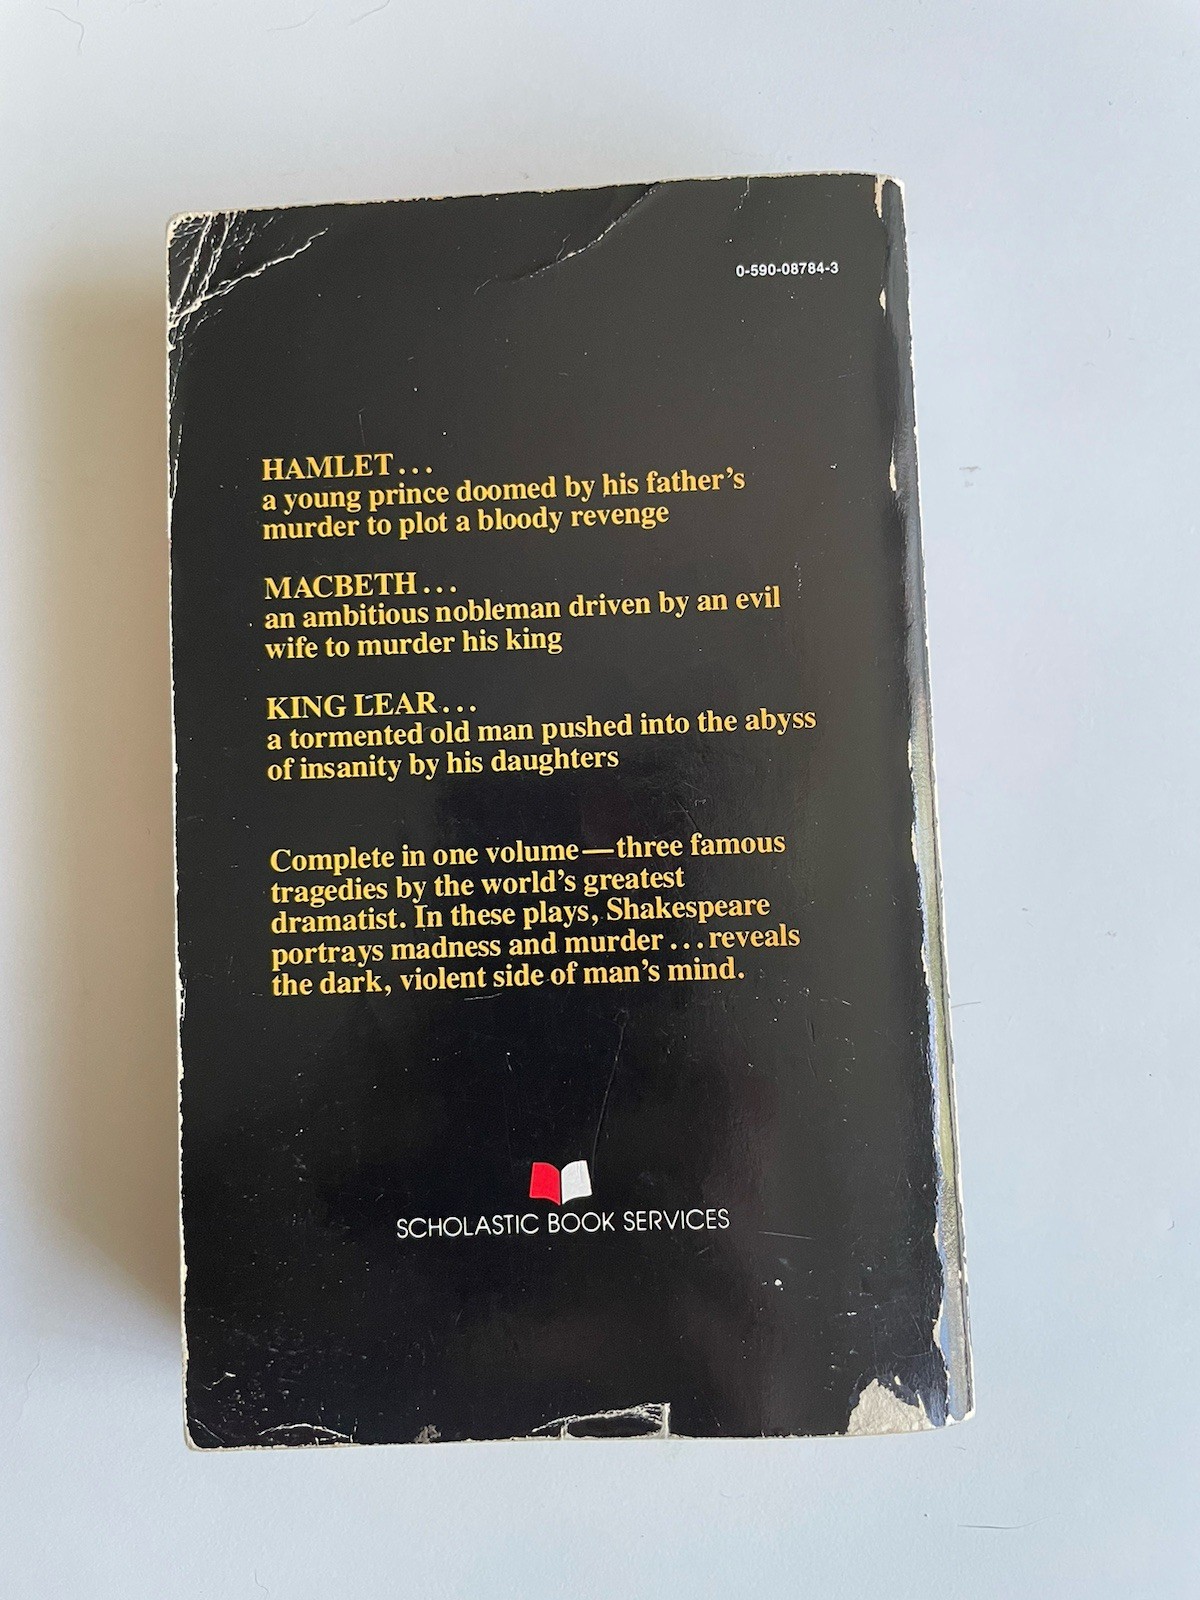 0-590-08784-3
HAMLET...
a young prince doomed by his father's
murder to plot a bloody revenge
MACBETH...
an ambitious nobleman driven by an evil
wife to murder his king
KING LEAR...
a tormented old man pushed into the abyss
of insanity by his daughters
Complete in one volume—three famous
tragedies by the world's greatest
dramatist. In these plays, Shakespeare
portrays madness and murder...reveals
the dark, violent side of man's mind.
SCHOLASTIC BOOK SERVICES